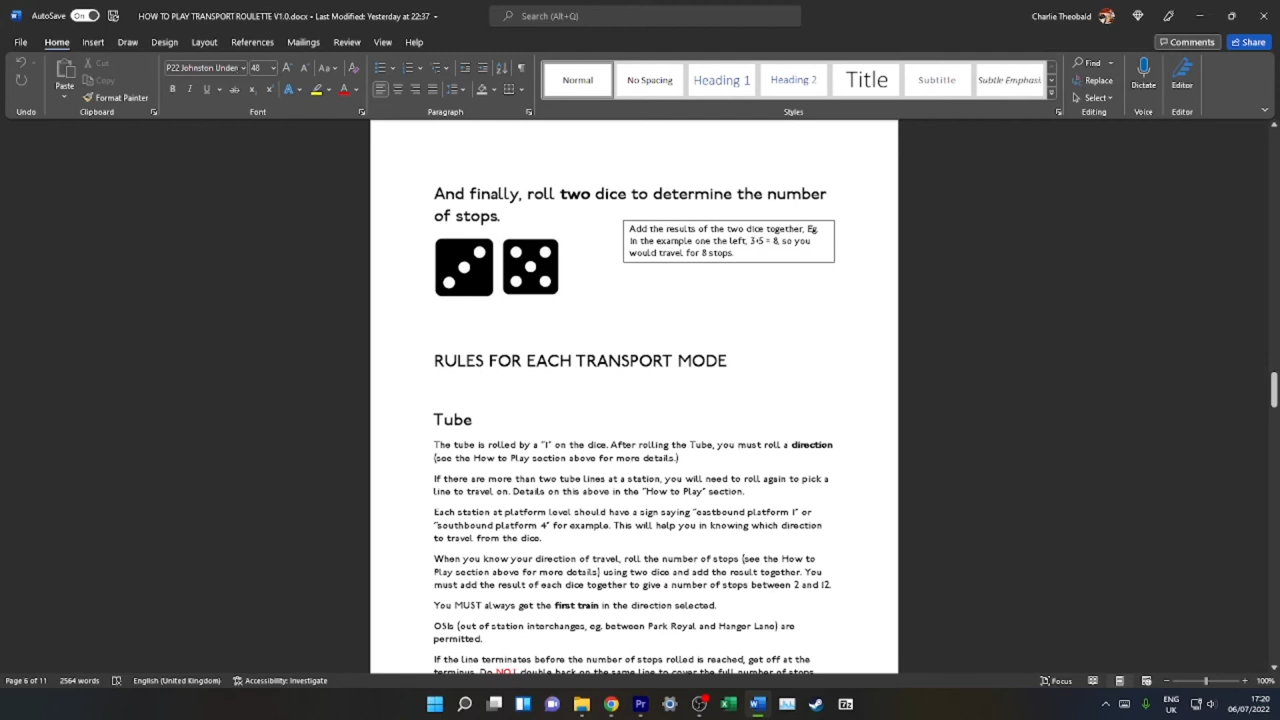 AutoSave On HOW TO PLAY TRANSPORT ROULETTE V1.0.docx • Last Modified: Yesterday at 22:37 Search (Alt+Q) Charlie Theobald
File Home Insert Draw Design Layout References Mailings Review View Help Comments Share
Paste Cut Copy Format Painter
P22 Johnston Under 48
Normal No Spacing Heading 1 Heading 2 Title Subtitle Subtle Emphasis
Find Replace Select Dictate Editor
Undo Clipboard Font Paragraph Styles Editing Voice Editor
And finally, roll two dice to determine the number
of stops.
Add the results of the two dice together, Eg.
In the example one the left, 3+5 = 8, so you
would travel for 8 stops.
RULES FOR EACH TRANSPORT MODE
Tube
The tube is rolled by a "1" on the dice. After rolling the Tube, you must roll a direction
(see the How to Play section above for more details.)
If there are more than two tube lines at a station, you will need to roll again to pick a
line to travel on. Details on this above in the "How to Play" section.
Each station at platform level should have a sign saying "eastbound platform 1" or
"southbound platform 4" for example. This will help you in knowing which direction
to travel from the dice.
When you know your direction of travel, roll the number of stops (see the How to
Play section above for more details) using two dice and add the result together. You
must add the result of each dice together to give a number of stops between 2 and 12.
You MUST always get the first train in the direction selected.
OSIs (out of station interchanges, eg. between Park Royal and Hanger Lane) are
permitted.
If the line terminates before the number of stops rolled is reached, get off at the
terminus. Do NOT double back on the same line to cover the full number of stops
Page 6 of 11 2564 words English (United Kingdom) Accessibility: Investigate Focus 100%
ENG 17:20
UK 06/07/2022